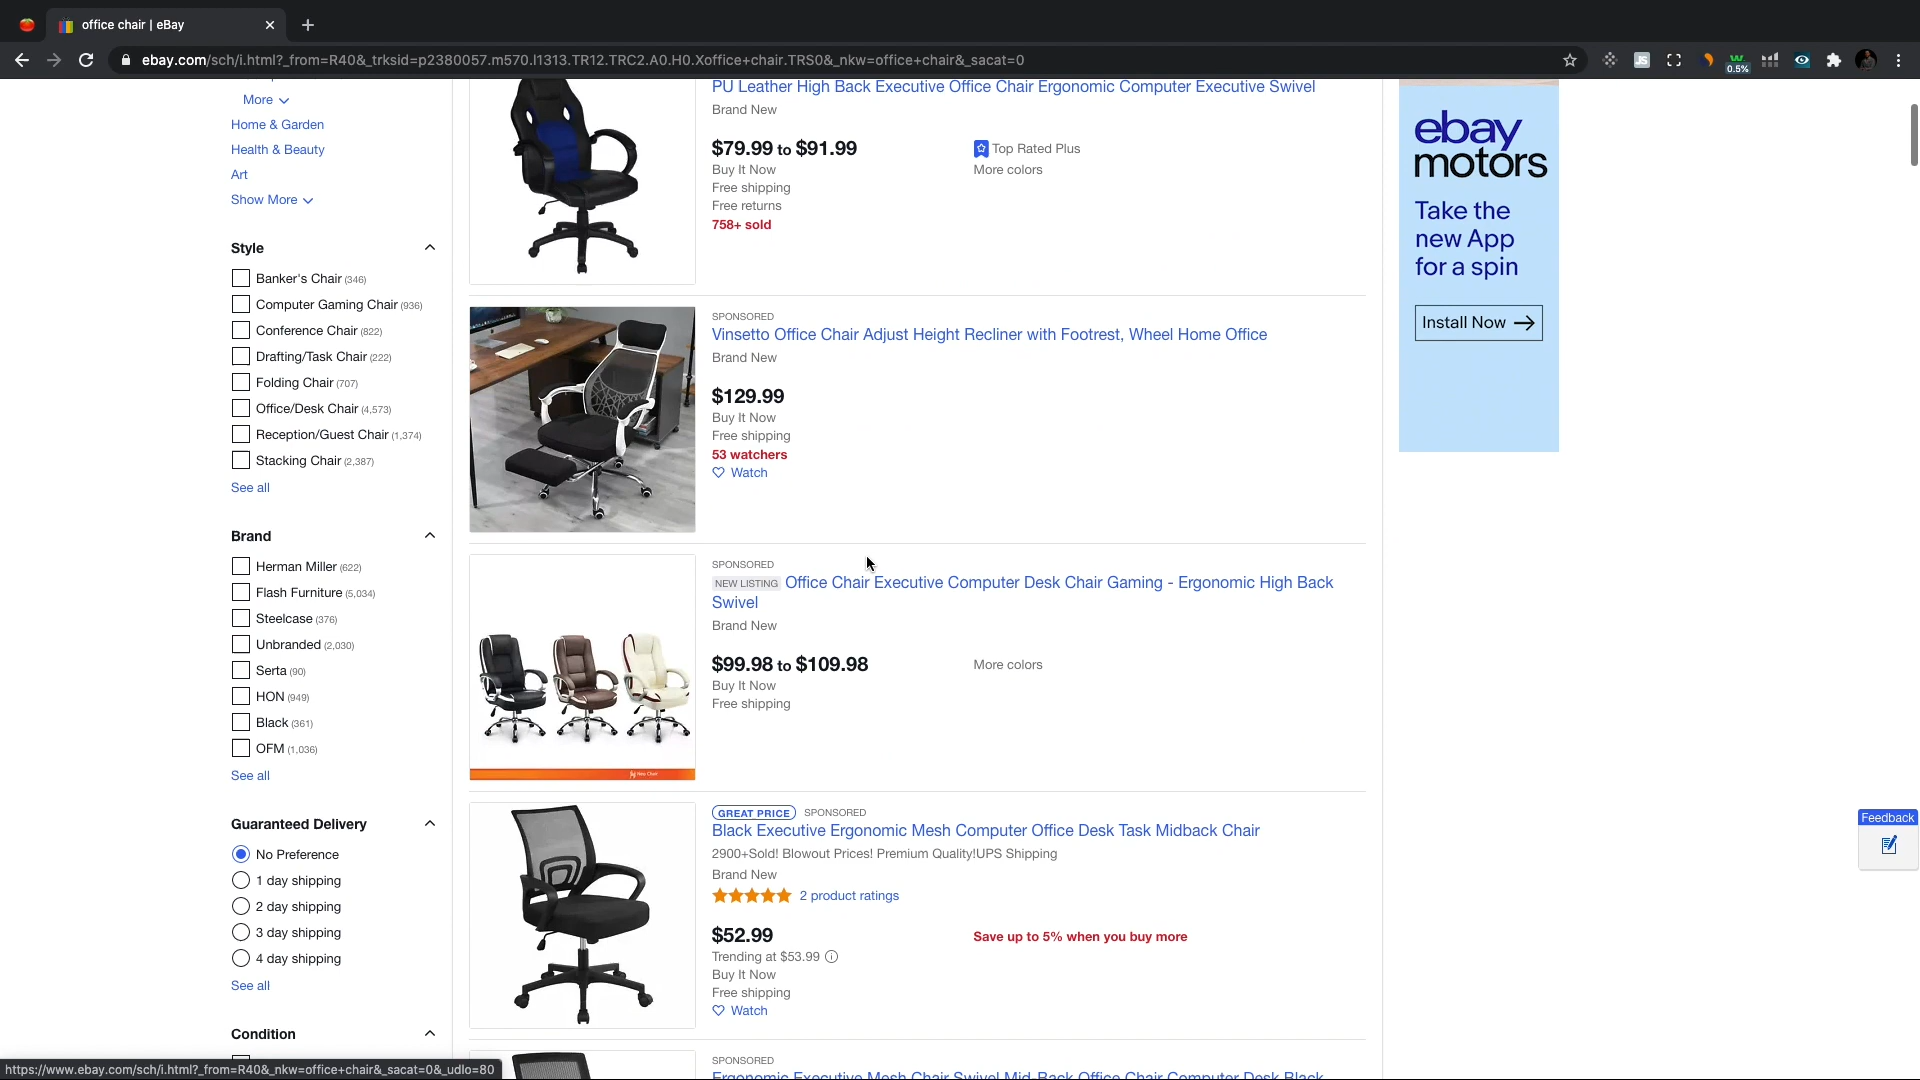 office chair | eBay
ebay.com/sch/i.html?_from=R40&_trksid=p2380057.m570.l1313.TR12.TRC2.A0.H0.Xoffice+chair.TRS0&_nkw=office+chair&_sacat=0
0.5%
More
Home & Garden
Health & Beauty
Art
Show More
Style
Banker's Chair (346)
Computer Gaming Chair (936)
Conference Chair (822)
Drafting/Task Chair (222)
Folding Chair (707)
Office/Desk Chair (4,573)
Reception/Guest Chair (1,374)
Stacking Chair (2,387)
See all
Brand
Herman Miller (622)
Flash Furniture (5,034)
Steelcase (376)
Unbranded (2,030)
Serta (90)
HON (949)
Black (361)
OFM (1,036)
See all
Guaranteed Delivery
No Preference
1 day shipping
2 day shipping
3 day shipping
4 day shipping
See all
Condition
PU Leather High Back Executive Office Chair Ergonomic Computer Executive Swivel
Brand New
$79.99 to $91.99
Top Rated Plus
Buy It Now
More colors
Free shipping
Free returns
758+ sold
SPONSORED
Vinsetto Office Chair Adjust Height Recliner with Footrest, Wheel Home Office
Brand New
$129.99
Buy It Now
Free shipping
53 watchers
Watch
SPONSORED
NEW LISTING Office Chair Executive Computer Desk Chair Gaming - Ergonomic High Back
Swivel
Brand New
$99.98 to $109.98
More colors
Buy It Now
Free shipping
GREAT PRICE SPONSORED
Black Executive Ergonomic Mesh Computer Office Desk Task Midback Chair
2900+Sold! Blowout Prices! Premium Quality!UPS Shipping
Brand New
2 product ratings
$52.99
Save up to 5% when you buy more
Trending at $53.99
Buy It Now
Free shipping
Watch
SPONSORED
Ergonomic Executive Mesh Chair Swivel Mid-Back Office Chair Computer Desk Black
ebay
motors
Take the
new App
for a spin
Install Now
Feedback
https://www.ebay.com/sch/i.html?_from=R40&_nkw=office+chair&_sacat=0&_udlo=80